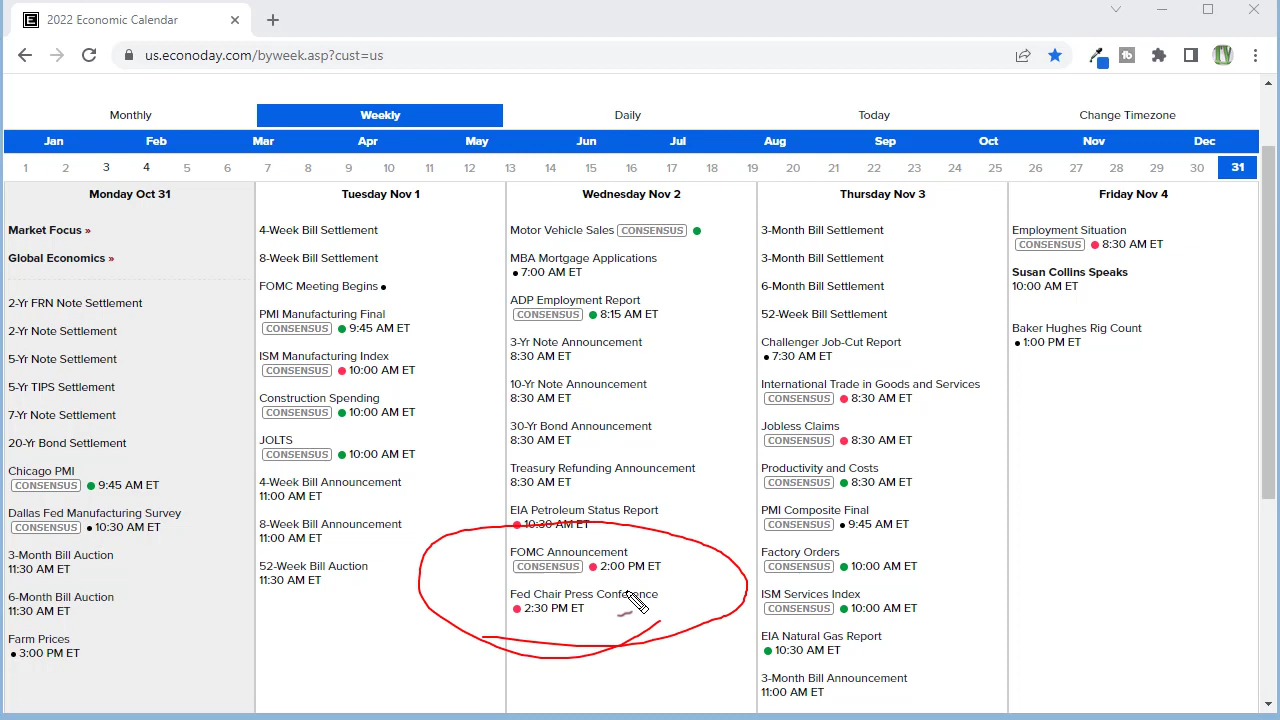 2022 Economic Calendar
us.econoday.com/byweek.asp?cust=us
Monthly Weekly Daily Today Change Timezone
Jan Feb Mar Apr May Jun Jul Aug Sep Oct Nov Dec
1 2 3 4 5 6 7 8 9 10 11 12 13 14 15 16 17 18 19 20 21 22 23 24 25 26 27 28 29 30 31
Monday Oct 31
Market Focus »
Global Economics »
2-Yr FRN Note Settlement
2-Yr Note Settlement
5-Yr Note Settlement
5-Yr TIPS Settlement
7-Yr Note Settlement
20-Yr Bond Settlement
Chicago PMI
CONSENSUS 9:45 AM ET
Dallas Fed Manufacturing Survey
CONSENSUS 10:30 AM ET
3-Month Bill Auction
11:30 AM ET
6-Month Bill Auction
11:30 AM ET
Farm Prices
3:00 PM ET
Tuesday Nov 1
4-Week Bill Settlement
8-Week Bill Settlement
FOMC Meeting Begins
PMI Manufacturing Final
CONSENSUS 9:45 AM ET
ISM Manufacturing Index
CONSENSUS 10:00 AM ET
Construction Spending
CONSENSUS 10:00 AM ET
JOLTS
CONSENSUS 10:00 AM ET
4-Week Bill Announcement
11:00 AM ET
8-Week Bill Announcement
11:00 AM ET
52-Week Bill Auction
11:30 AM ET
Wednesday Nov 2
Motor Vehicle Sales CONSENSUS
MBA Mortgage Applications
7:00 AM ET
ADP Employment Report
CONSENSUS 8:15 AM ET
3-Yr Note Announcement
8:30 AM ET
10-Yr Note Announcement
8:30 AM ET
30-Yr Bond Announcement
8:30 AM ET
Treasury Refunding Announcement
8:30 AM ET
EIA Petroleum Status Report
10:30 AM ET
FOMC Announcement
CONSENSUS 2:00 PM ET
Fed Chair Press Conference
2:30 PM ET
Thursday Nov 3
3-Month Bill Settlement
3-Month Bill Settlement
6-Month Bill Settlement
52-Week Bill Settlement
Challenger Job-Cut Report
7:30 AM ET
International Trade in Goods and Services
CONSENSUS 8:30 AM ET
Jobless Claims
CONSENSUS 8:30 AM ET
Productivity and Costs
CONSENSUS 8:30 AM ET
PMI Composite Final
CONSENSUS 9:45 AM ET
Factory Orders
CONSENSUS 10:00 AM ET
ISM Services Index
CONSENSUS 10:00 AM ET
EIA Natural Gas Report
10:30 AM ET
3-Month Bill Announcement
11:00 AM ET
Friday Nov 4
Employment Situation
CONSENSUS 8:30 AM ET
Susan Collins Speaks
10:00 AM ET
Baker Hughes Rig Count
1:00 PM ET